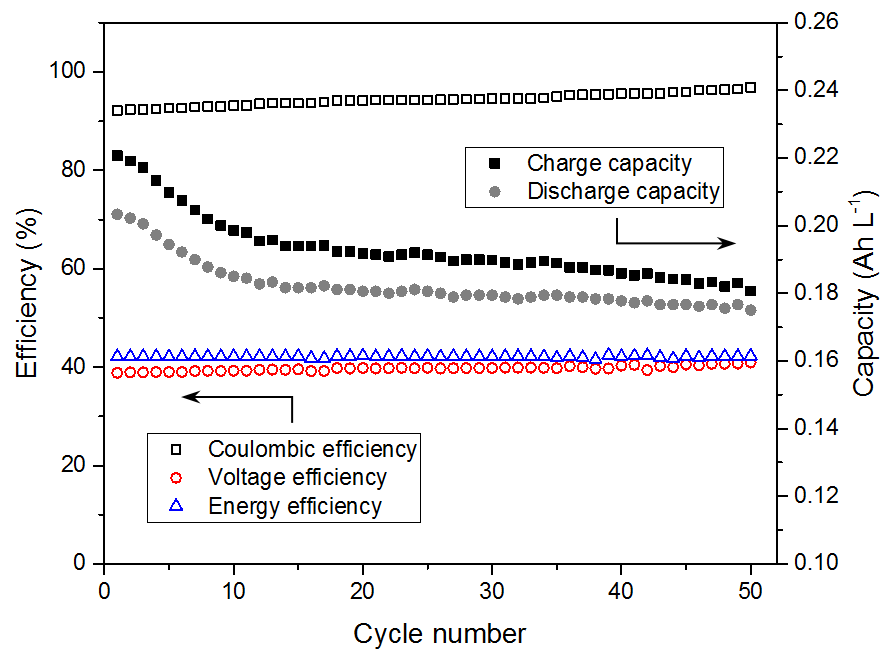 0.26
100
0.24
Charge capacity
0.22
80
Discharge capacity
Efficiency (%)
0.20
Capacity (Ah L⁻¹)
60
0.18
40
0.16
Coulombic efficiency
0.14
20
Voltage efficiency
Energy efficiency
0.12
0
0.10
0 10 20 30 40 50
Cycle number